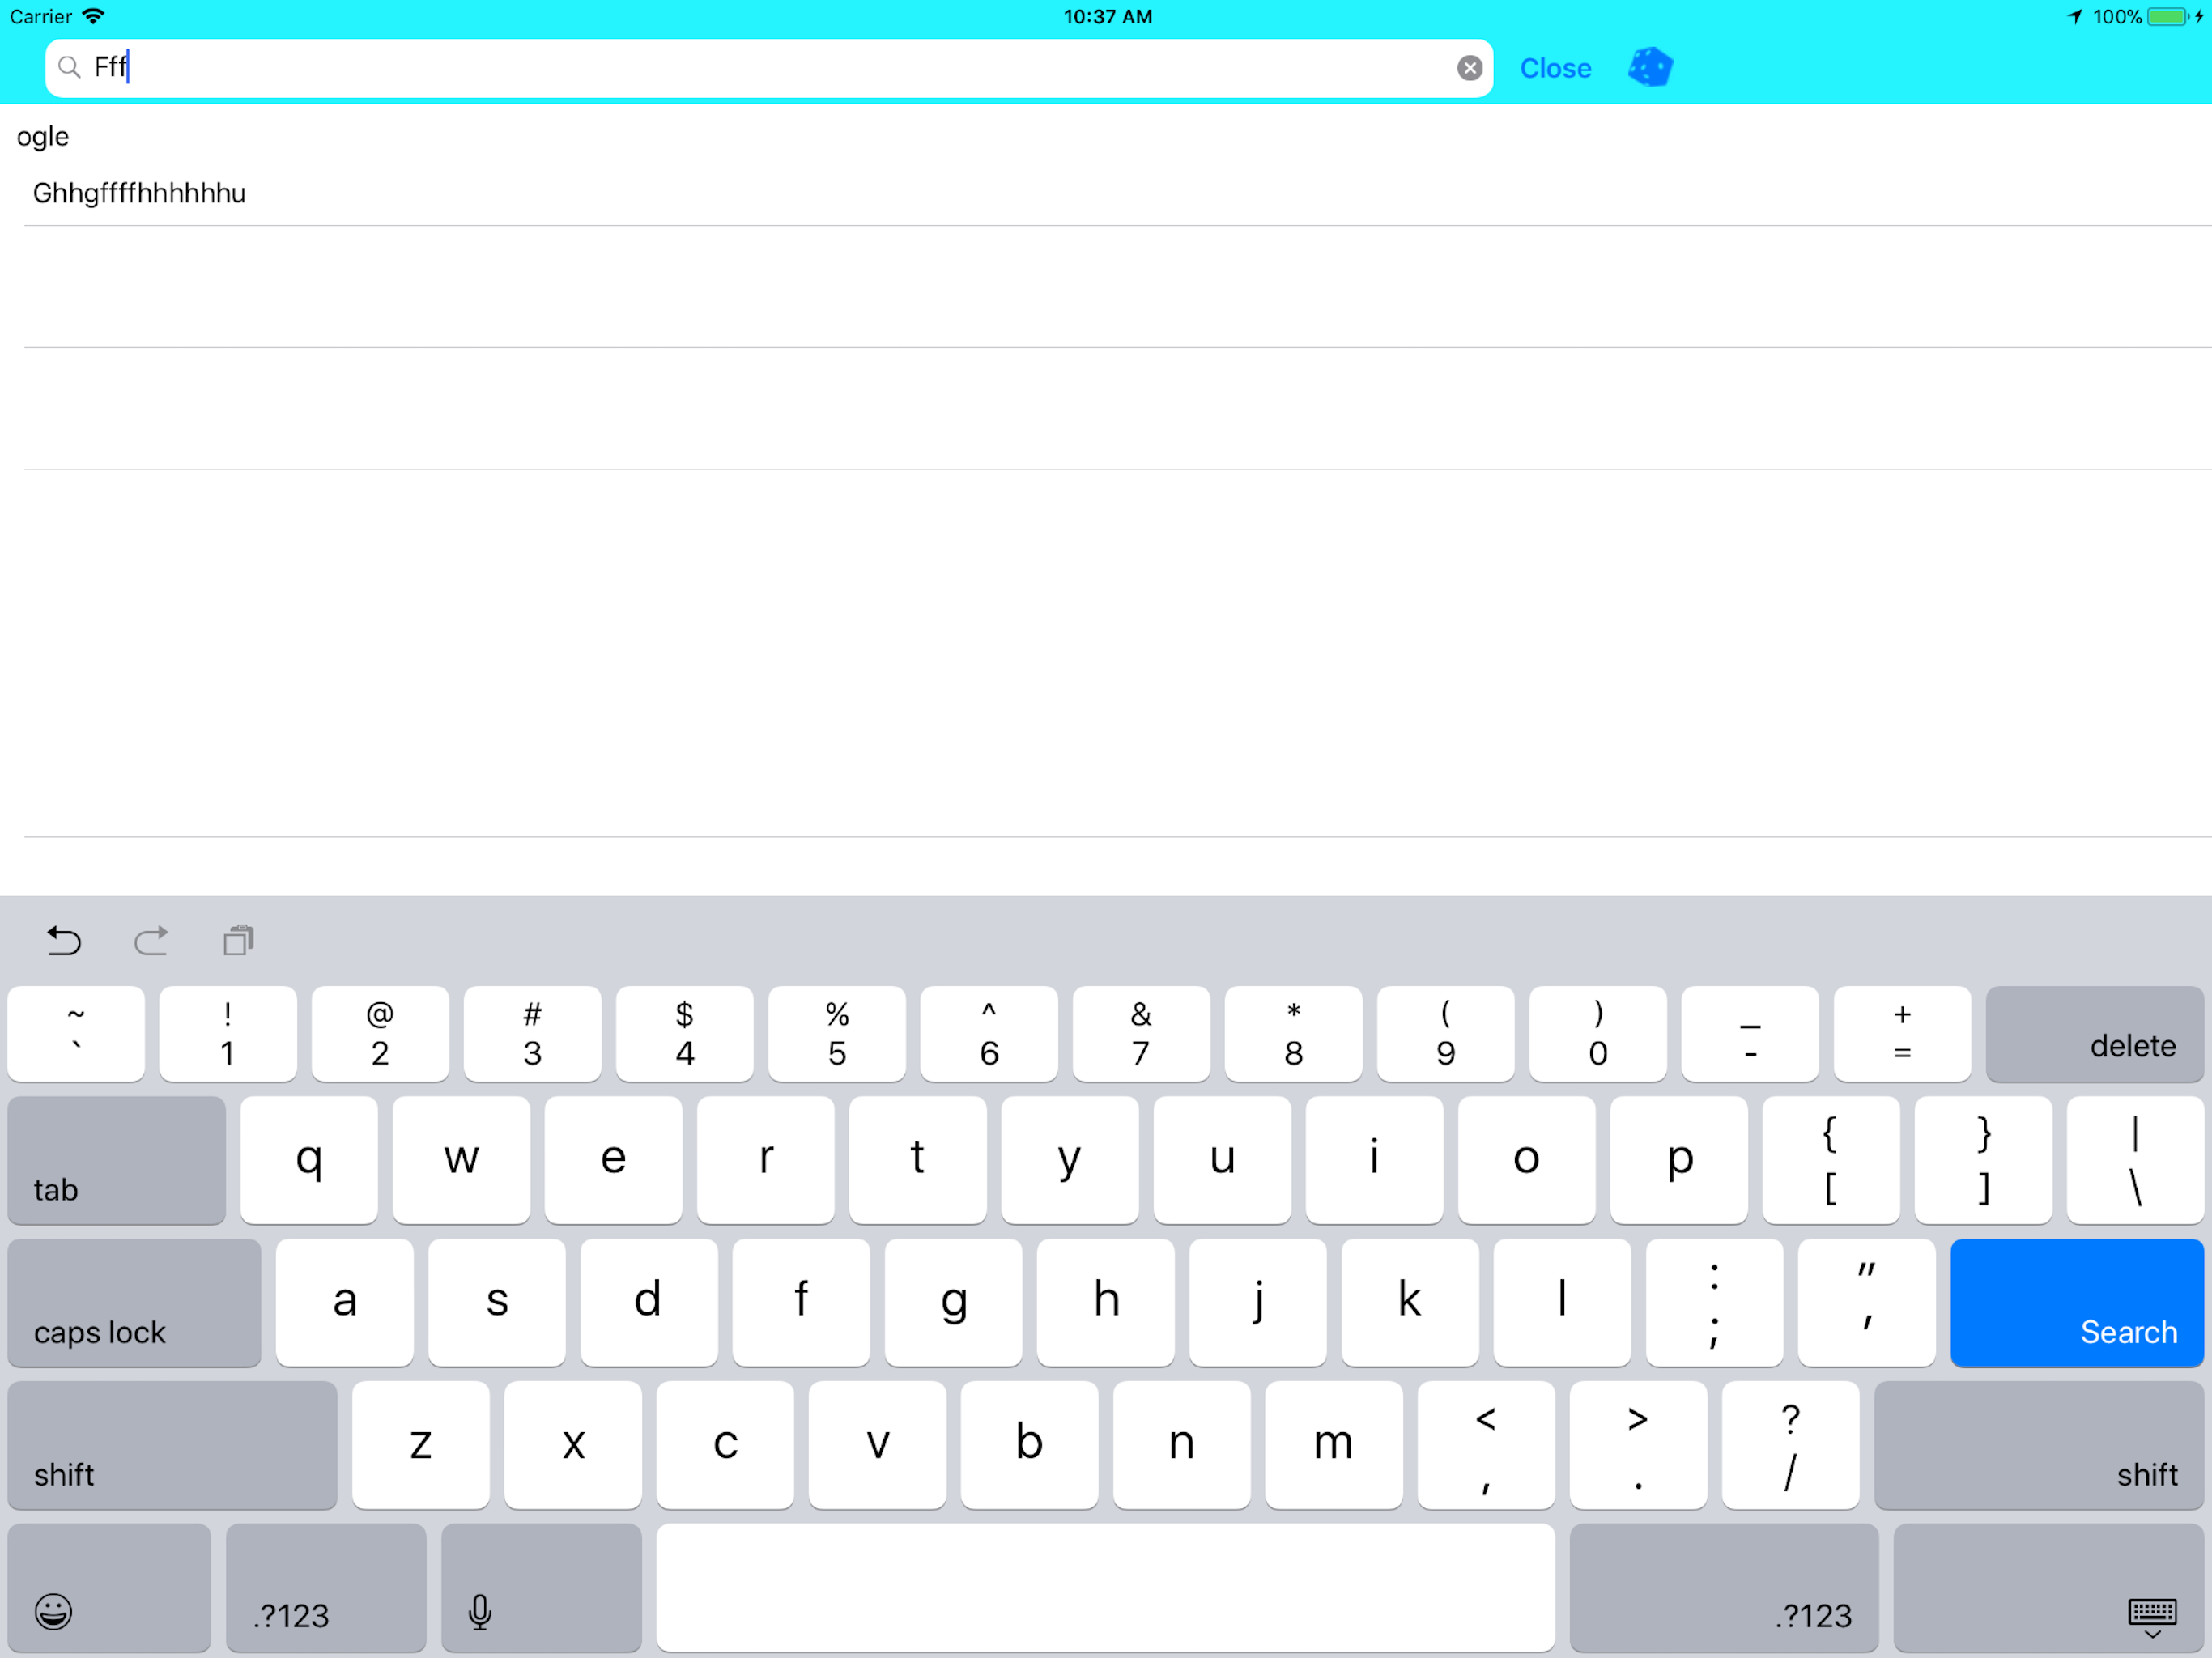 Carrier 10:37 AM 100%
Fff Close
ogle
Ghhgffffhhhhhhu
~ ! @ # $ % ^ & * ( ) _ +
` 1 2 3 4 5 6 7 8 9 0 - = delete
tab q w e r t y u i o p { [ } ] | \
caps lock a s d f g h j k l : ; " ' Search
shift z x c v b n m < , > . ? / shift
.?123 .?123